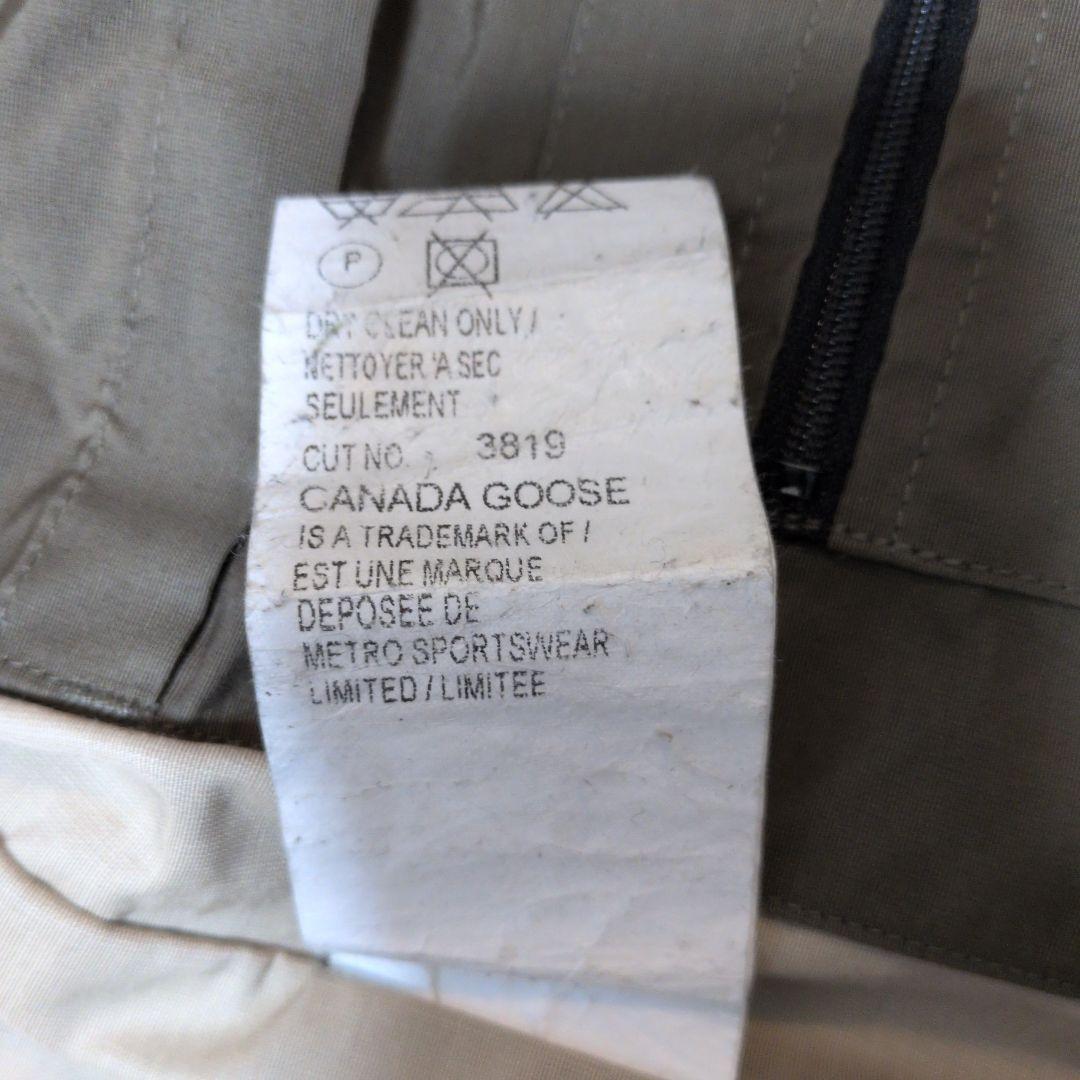 P
DRY CLEAN ONLY /
NETTOYER 'A SEC
SEULEMENT
CUT NO. 3819
CANADA GOOSE
IS A TRADEMARK OF /
EST UNE MARQUE
DEPOSEE DE
METRO SPORTSWEAR
LIMITED / LIMITEE